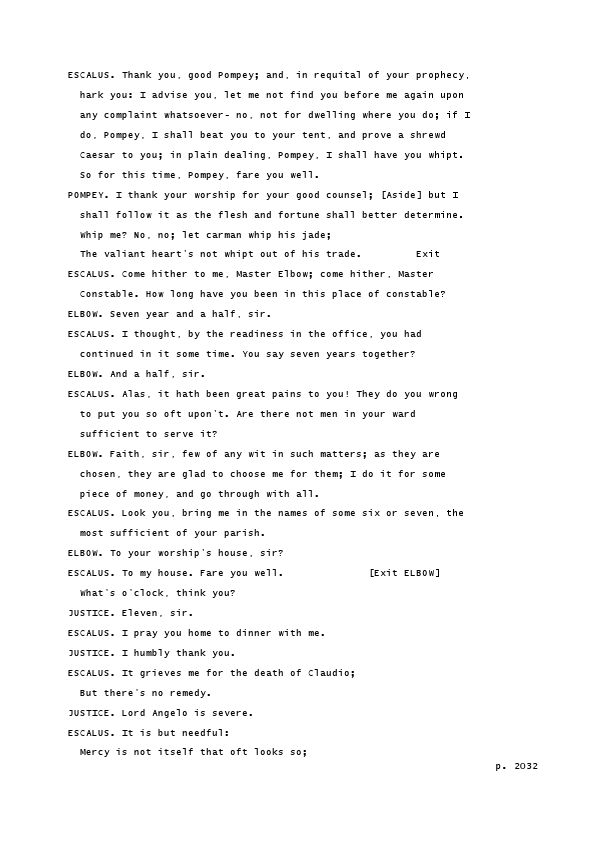 ESCALUS. Thank you, good Pompey; and, in requital of your prophecy,
hark you: I advise you, let me not find you before me again upon
any complaint whatsoever- no, not for dwelling where you do; if I
do, Pompey, I shall beat you to your tent, and prove a shrewd
Caesar to you; in plain dealing, Pompey, I shall have you whipt.
So for this time, Pompey, fare you well.
POMPEY. I thank your worship for your good counsel; [Aside] but I
shall follow it as the flesh and fortune shall better determine.
Whip me? No, no; let carman whip his jade;
The valiant heart's not whipt out of his trade. Exit
ESCALUS. Come hither to me, Master Elbow; come hither, Master
Constable. How long have you been in this place of constable?
ELBOW. Seven year and a half, sir.
ESCALUS. I thought, by the readiness in the office, you had
continued in it some time. You say seven years together?
ELBOW. And a half, sir.
ESCALUS. Alas, it hath been great pains to you! They do you wrong
to put you so oft upon't. Are there not men in your ward
sufficient to serve it?
ELBOW. Faith, sir, few of any wit in such matters; as they are
chosen, they are glad to choose me for them; I do it for some
piece of money, and go through with all.
ESCALUS. Look you, bring me in the names of some six or seven, the
most sufficient of your parish.
ELBOW. To your worship's house, sir?
ESCALUS. To my house. Fare you well. [Exit ELBOW]
What's o'clock, think you?
JUSTICE. Eleven, sir.
ESCALUS. I pray you home to dinner with me.
JUSTICE. I humbly thank you.
ESCALUS. It grieves me for the death of Claudio;
But there's no remedy.
JUSTICE. Lord Angelo is severe.
ESCALUS. It is but needful:
Mercy is not itself that oft looks so;
p. 2032